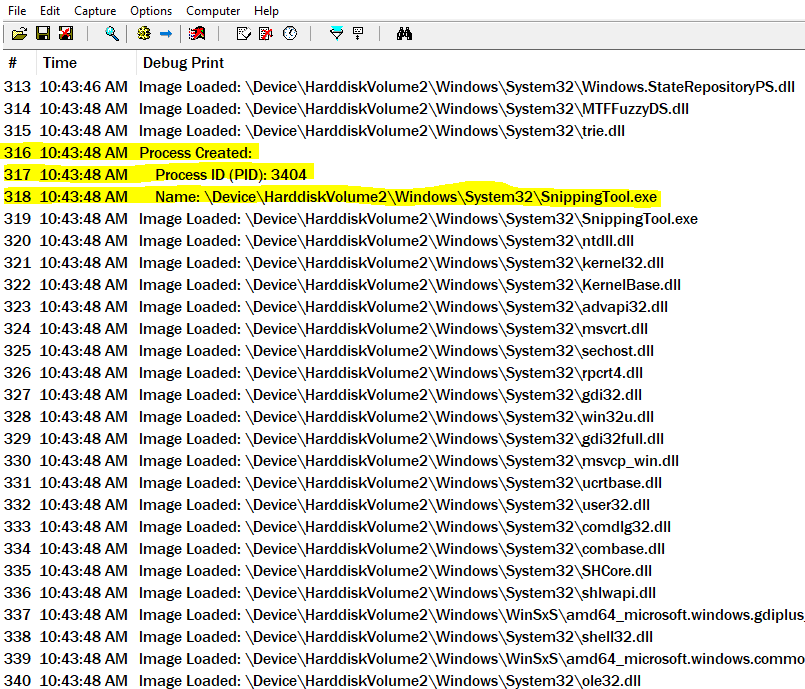 File Edit Capture Options Computer Help
# Time Debug Print
313 10:43:46 AM Image Loaded: \Device\HarddiskVolume2\Windows\System32\Windows.StateRepositoryPS.dll
314 10:43:48 AM Image Loaded: \Device\HarddiskVolume2\Windows\System32\MTFFuzzyDS.dll
315 10:43:48 AM Image Loaded: \Device\HarddiskVolume2\Windows\System32\trie.dll
316 10:43:48 AM Process Created:
317 10:43:48 AM Process ID (PID): 3404
318 10:43:48 AM Name: \Device\HarddiskVolume2\Windows\System32\SnippingTool.exe
319 10:43:48 AM Image Loaded: \Device\HarddiskVolume2\Windows\System32\SnippingTool.exe
320 10:43:48 AM Image Loaded: \Device\HarddiskVolume2\Windows\System32\ntdll.dll
321 10:43:48 AM Image Loaded: \Device\HarddiskVolume2\Windows\System32\kernel32.dll
322 10:43:48 AM Image Loaded: \Device\HarddiskVolume2\Windows\System32\KernelBase.dll
323 10:43:48 AM Image Loaded: \Device\HarddiskVolume2\Windows\System32\advapi32.dll
324 10:43:48 AM Image Loaded: \Device\HarddiskVolume2\Windows\System32\msvcrt.dll
325 10:43:48 AM Image Loaded: \Device\HarddiskVolume2\Windows\System32\sechost.dll
326 10:43:48 AM Image Loaded: \Device\HarddiskVolume2\Windows\System32\rpcrt4.dll
327 10:43:48 AM Image Loaded: \Device\HarddiskVolume2\Windows\System32\gdi32.dll
328 10:43:48 AM Image Loaded: \Device\HarddiskVolume2\Windows\System32\win32u.dll
329 10:43:48 AM Image Loaded: \Device\HarddiskVolume2\Windows\System32\gdi32full.dll
330 10:43:48 AM Image Loaded: \Device\HarddiskVolume2\Windows\System32\msvcp_win.dll
331 10:43:48 AM Image Loaded: \Device\HarddiskVolume2\Windows\System32\ucrtbase.dll
332 10:43:48 AM Image Loaded: \Device\HarddiskVolume2\Windows\System32\user32.dll
333 10:43:48 AM Image Loaded: \Device\HarddiskVolume2\Windows\System32\comdlg32.dll
334 10:43:48 AM Image Loaded: \Device\HarddiskVolume2\Windows\System32\combase.dll
335 10:43:48 AM Image Loaded: \Device\HarddiskVolume2\Windows\System32\SHCore.dll
336 10:43:48 AM Image Loaded: \Device\HarddiskVolume2\Windows\System32\shlwapi.dll
337 10:43:48 AM Image Loaded: \Device\HarddiskVolume2\Windows\WinSxS\amd64_microsoft.windows.gdiplus_
338 10:43:48 AM Image Loaded: \Device\HarddiskVolume2\Windows\System32\shell32.dll
339 10:43:48 AM Image Loaded: \Device\HarddiskVolume2\Windows\WinSxS\amd64_microsoft.windows.commo
340 10:43:48 AM Image Loaded: \Device\HarddiskVolume2\Windows\System32\ole32.dll